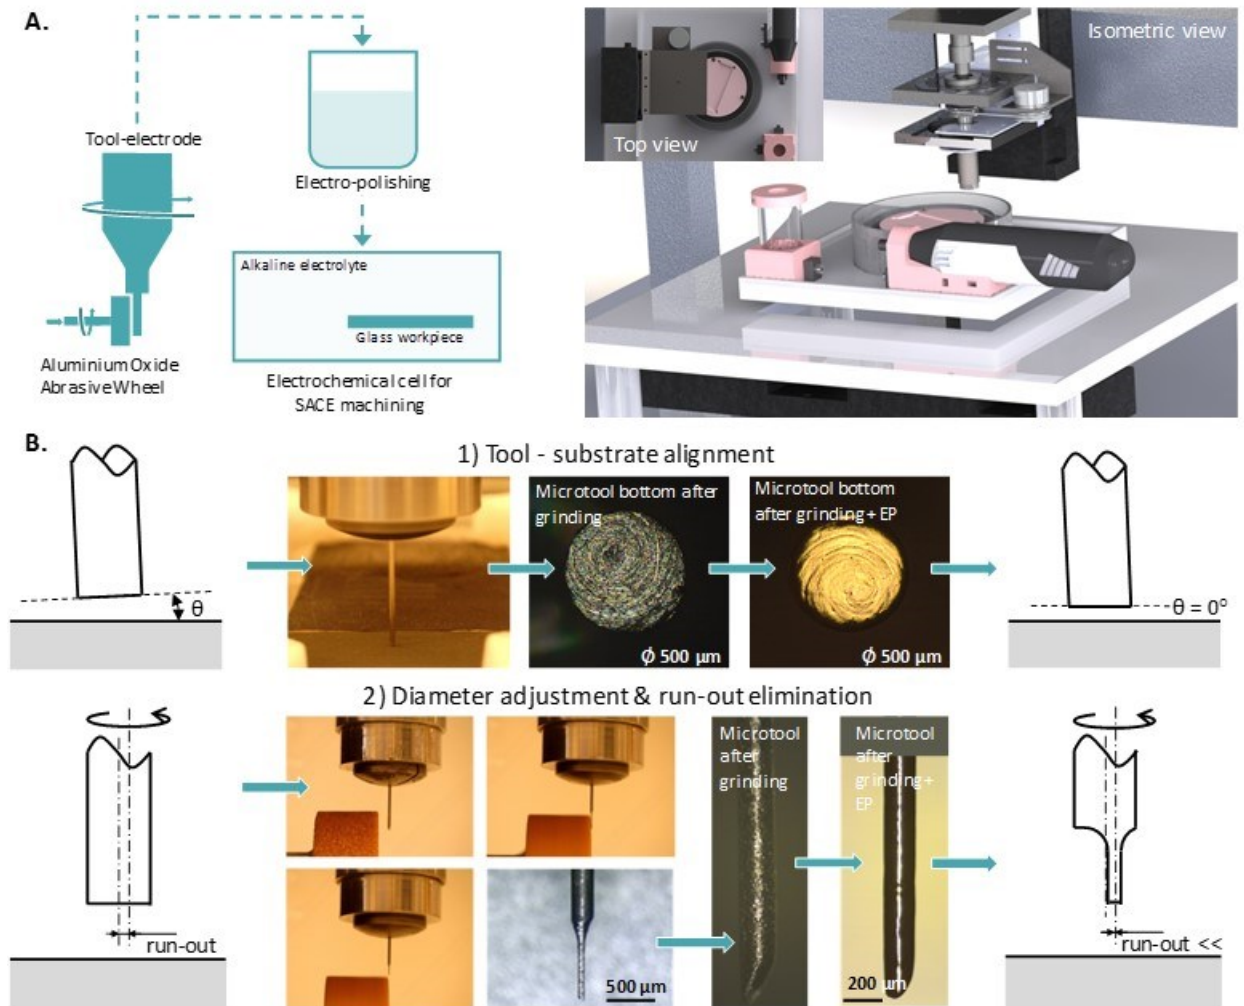 A.
Tool-electrode
Electro-polishing
Alkaline electrolyte
Glass workpiece
Aluminium Oxide
Abrasive Wheel
Electrochemical cell for
SACE machining
Top view
Isometric view
B.
1) Tool - substrate alignment
Microtool bottom after
grinding
Microtool bottom
after grinding + EP
θ
ϕ 500 μm
ϕ 500 μm
θ = 0°
2) Diameter adjustment & run-out elimination
Microtool
after
grinding
Microtool
after
grinding +
EP
run-out
500 μm
200 μm
run-out <<